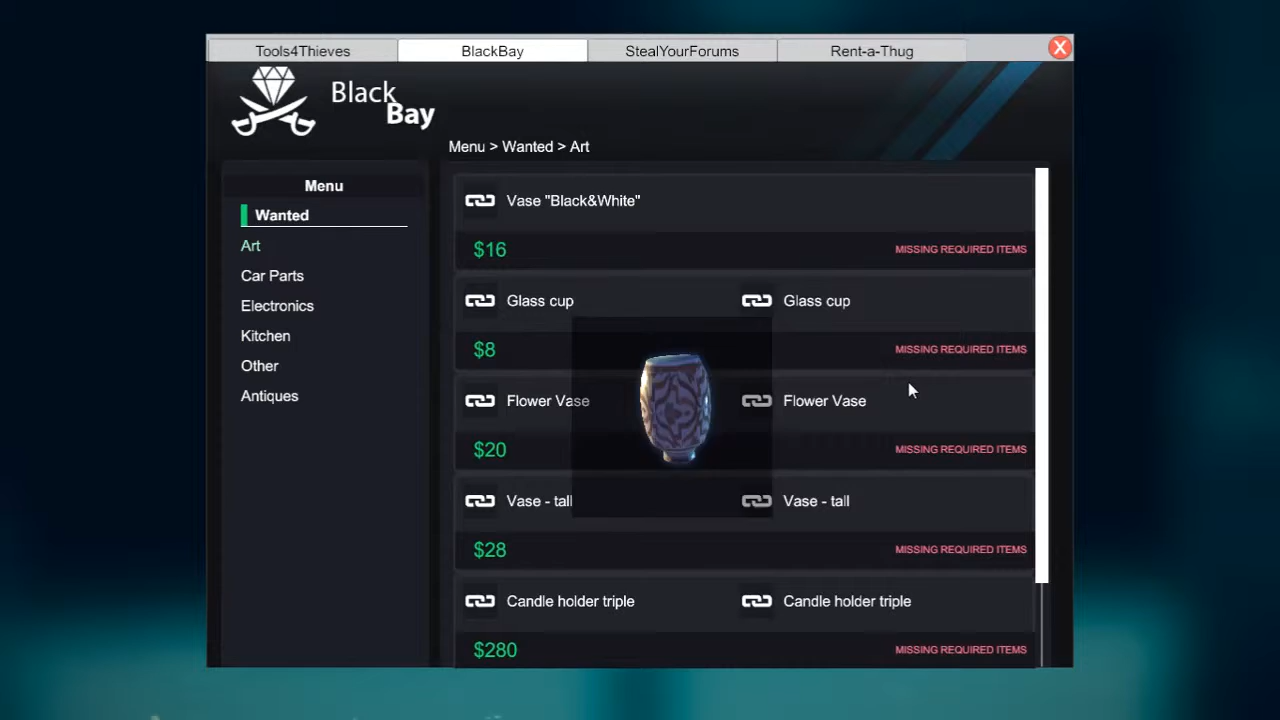 Tools4Thieves BlackBay StealYourForums Rent-a-Thug X
Black
Bay
Menu > Wanted > Art
Menu
Wanted
Art
Car Parts
Electronics
Kitchen
Other
Antiques
Vase "Black&White"
$16 MISSING REQUIRED ITEMS
Glass cup Glass cup
$8 MISSING REQUIRED ITEMS
Flower Vase Flower Vase
$20 MISSING REQUIRED ITEMS
Vase - tall Vase - tall
$28 MISSING REQUIRED ITEMS
Candle holder triple Candle holder triple
$280 MISSING REQUIRED ITEMS